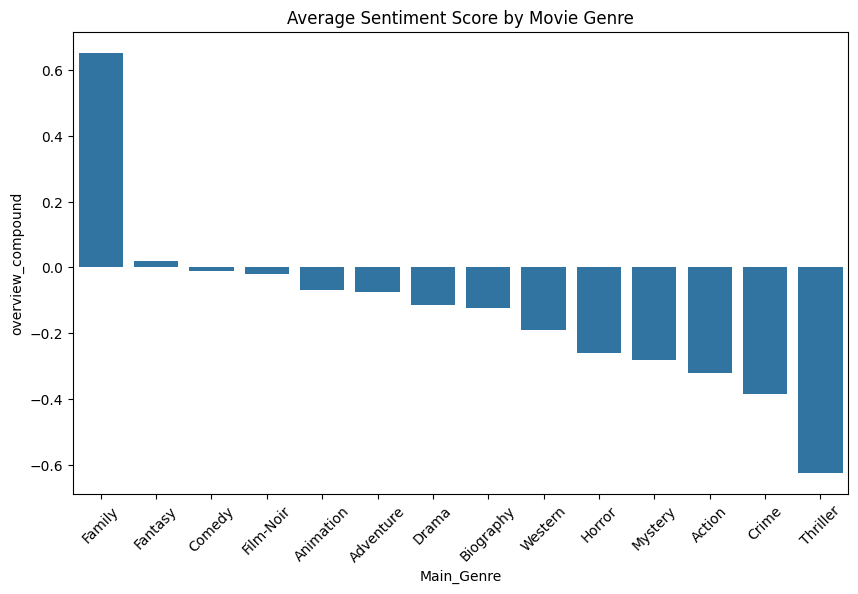 Average Sentiment Score by Movie Genre
overview_compound
0.6
0.4
0.2
0.0
−0.2
−0.4
−0.6
Family
Fantasy
Comedy
Film-Noir
Animation
Adventure
Drama
Biography
Western
Horror
Mystery
Action
Crime
Thriller
Main_Genre